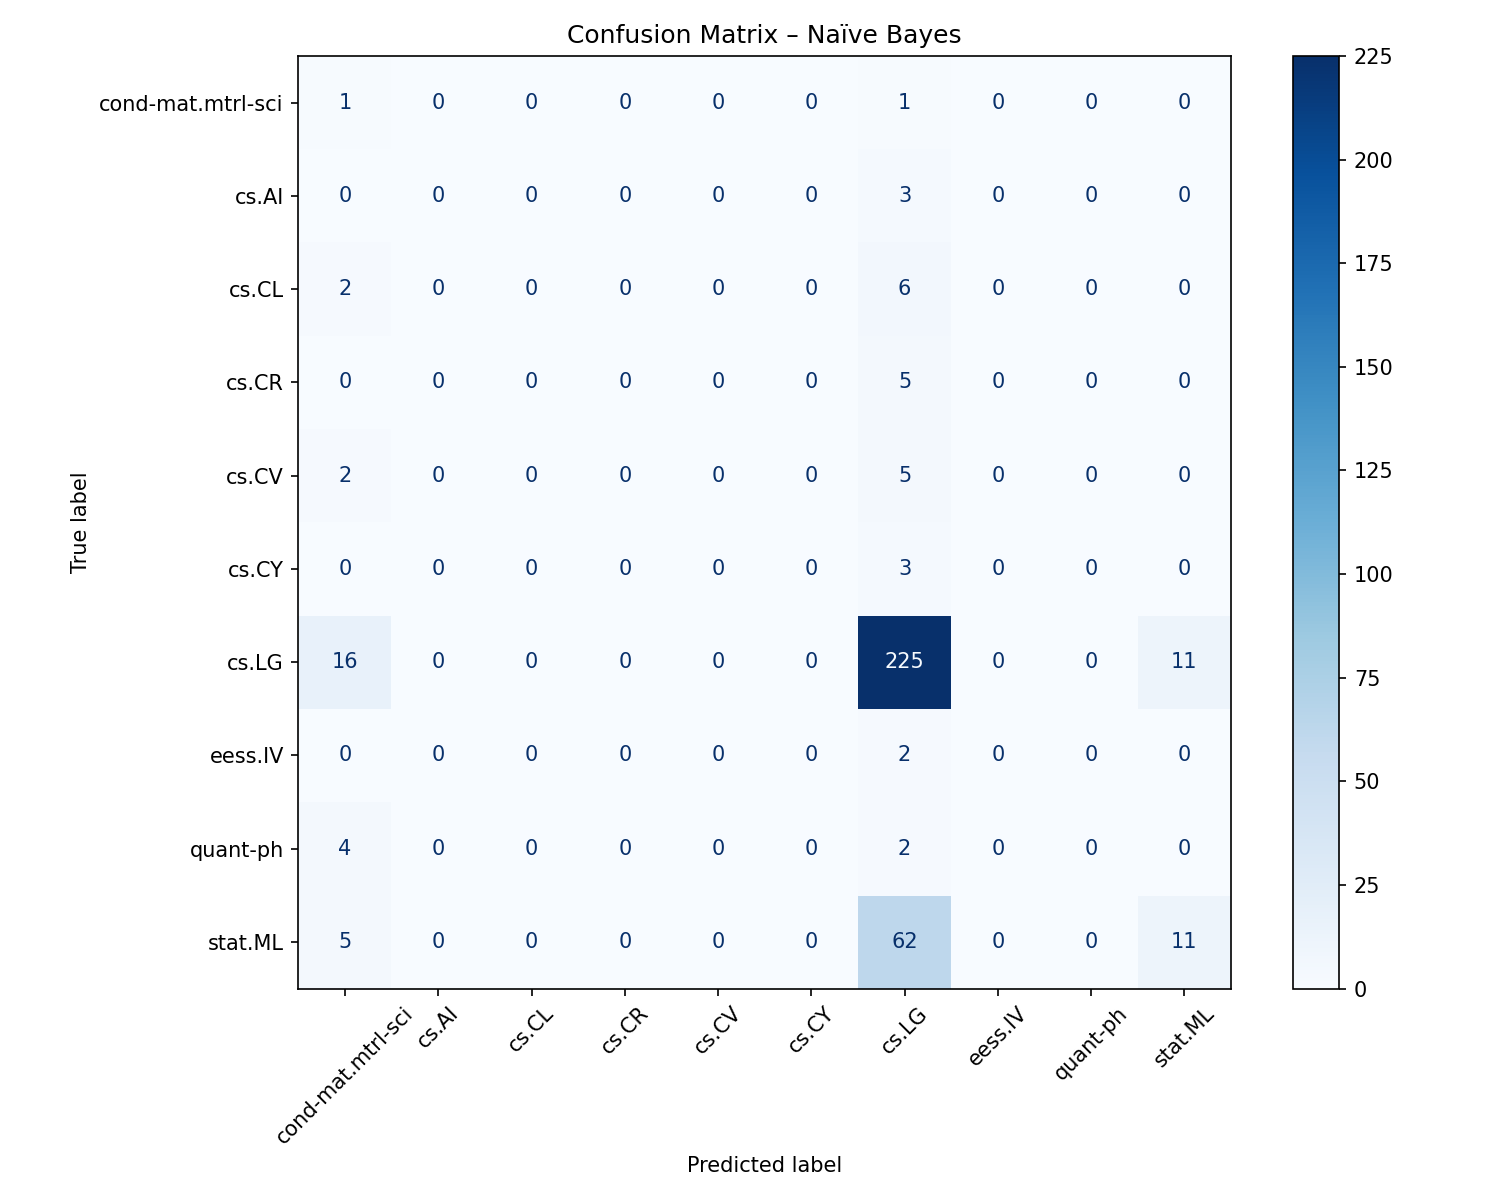 Confusion Matrix – Naïve Bayes
True label
cond-mat.mtrl-sci 1 0 0 0 0 0 1 0 0 0
cs.AI 0 0 0 0 0 0 3 0 0 0
cs.CL 2 0 0 0 0 0 6 0 0 0
cs.CR 0 0 0 0 0 0 5 0 0 0
cs.CV 2 0 0 0 0 0 5 0 0 0
cs.CY 0 0 0 0 0 0 3 0 0 0
cs.LG 16 0 0 0 0 0 225 0 0 11
eess.IV 0 0 0 0 0 0 2 0 0 0
quant-ph 4 0 0 0 0 0 2 0 0 0
stat.ML 5 0 0 0 0 0 62 0 0 11
cond-mat.mtrl-sci cs.AI cs.CL cs.CR cs.CV cs.CY cs.LG eess.IV quant-ph stat.ML
Predicted label
225
200
175
150
125
100
75
50
25
0